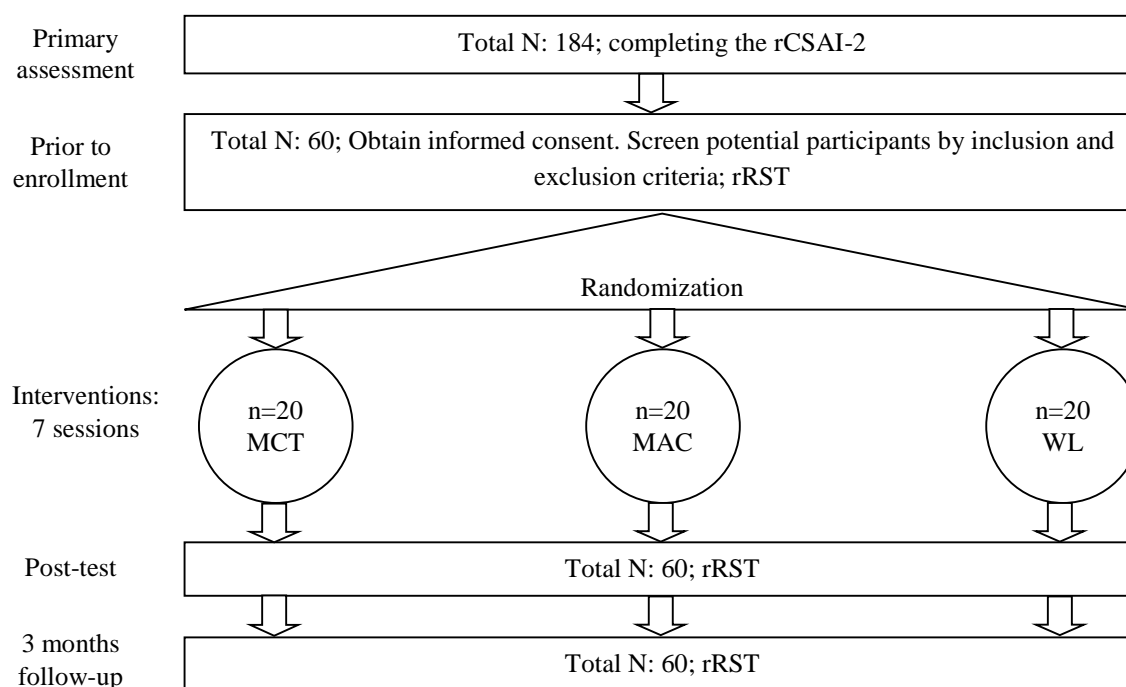 Primary
assessment
Total N: 184; completing the rCSAI-2
Prior to
enrollment
Total N: 60; Obtain informed consent. Screen potential participants by inclusion and
exclusion criteria; rRST
Randomization
Interventions:
7 sessions
n=20
MCT
n=20
MAC
n=20
WL
Post-test
Total N: 60; rRST
3 months
follow-up
Total N: 60; rRST